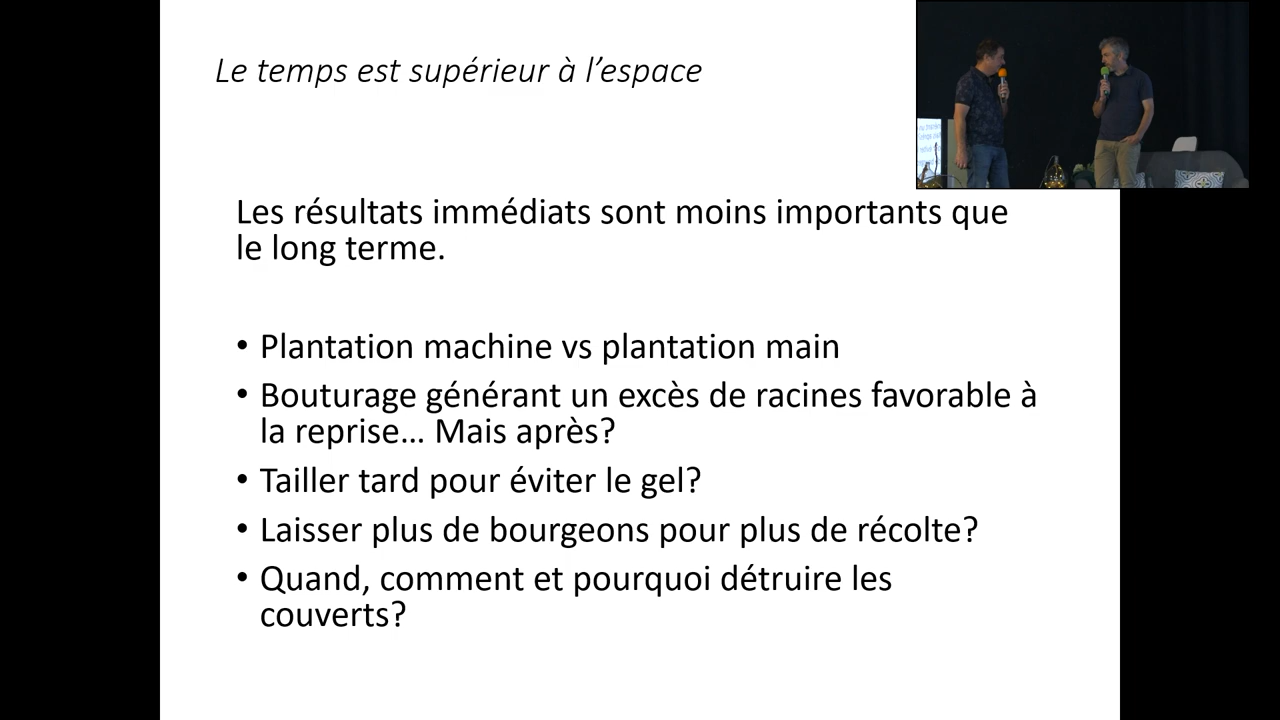 Le temps est supérieur à l’espace
Les résultats immédiats sont moins importants que
le long terme.
• Plantation machine vs plantation main
• Bouturage générant un excès de racines favorable à
la reprise… Mais après?
• Tailler tard pour éviter le gel?
• Laisser plus de bourgeons pour plus de récolte?
• Quand, comment et pourquoi détruire les
couverts?